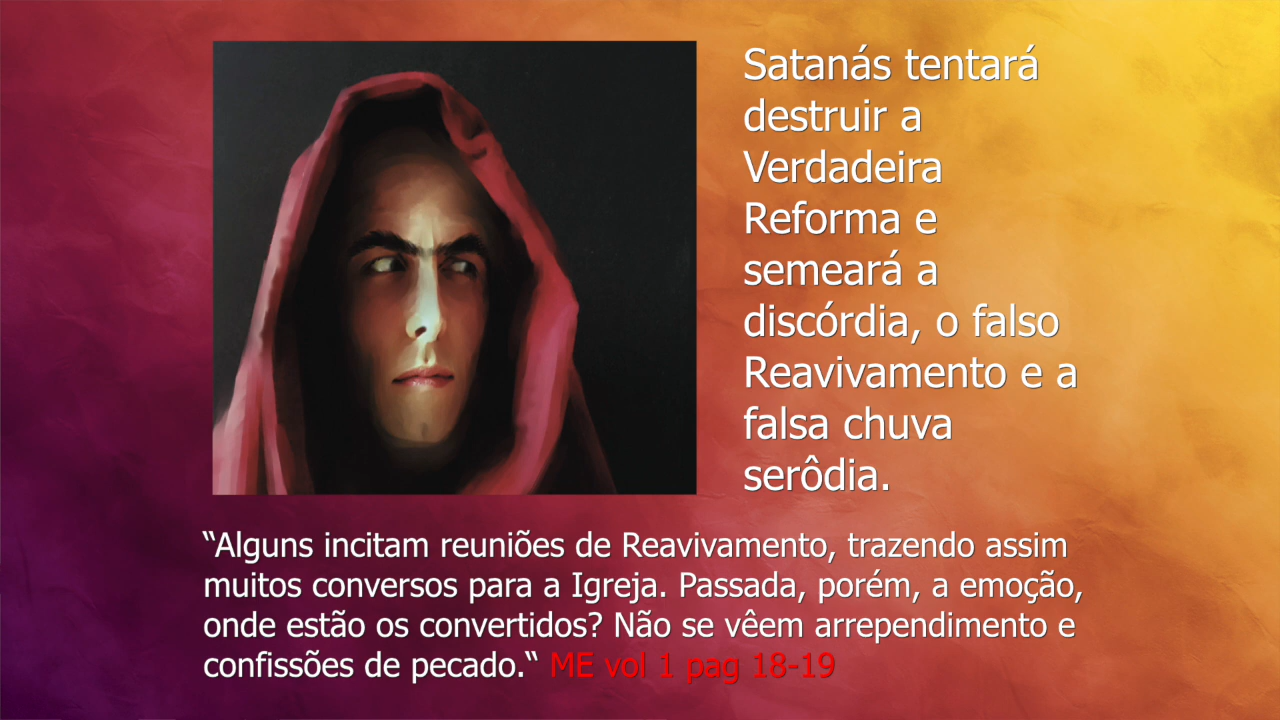 Satanás tentará
destruir a
Verdadeira
Reforma e
semeará a
discórdia, o falso
Reavivamento e a
falsa chuva
serôdia.
“Alguns incitam reuniões de Reavivamento, trazendo assim
muitos conversos para a Igreja. Passada, porém, a emoção,
onde estão os convertidos? Não se vêem arrependimento e
confissões de pecado.“ ME vol 1 pag 18-19